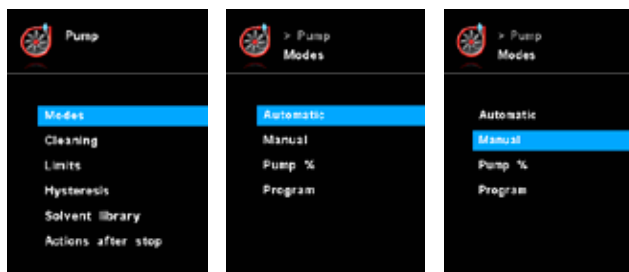 Pump
Modes
Cleaning
Limits
Hysteresis
Solvent library
Actions after stop
> Pump
Modes
Automatic
Manual
Pump %
Program
> Pump
Modes
Automatic
Manual
Pump %
Program